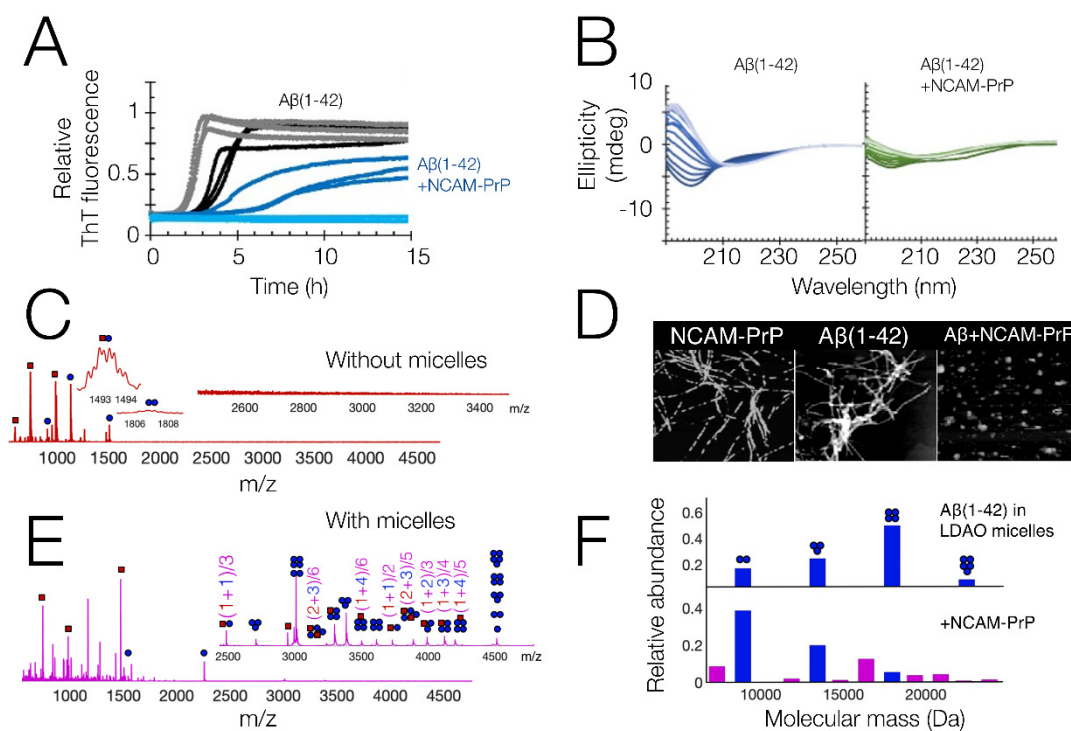 A
Relative
ThT fluorescence
1
0.5
0
Aβ(1-42)
Aβ(1-42)
+NCAM-PrP
0 5 10 15
Time (h)
B
Ellipticity
(mdeg)
10
0
-10
Aβ(1-42)
Aβ(1-42)
+NCAM-PrP
210 230 250 210 230 250
Wavelength (nm)
C
Without micelles
1493 1494
1806 1808
2600 2800 3000 3200 3400 m/z
1000 1500 2000 2500 3000 3500 4000 4500
m/z
D
NCAM-PrP Aβ(1-42) Aβ+NCAM-PrP
E
With micelles
(1+1)/3
(2+3)/6
(1+4)/6
(1+1)/2
(2+3)/5
(1+2)/3
(1+3)/4
(1+4)/5
2500 3000 3500 4000 4500 m/z
1000 1500 2000 2500 3000 3500 4000 4500
m/z
F
Relative abundance
0.6
0.4
0.2
Aβ(1-42) in
LDAO micelles
0.4
0.2
0
+NCAM-PrP
10000 15000 20000
Molecular mass (Da)